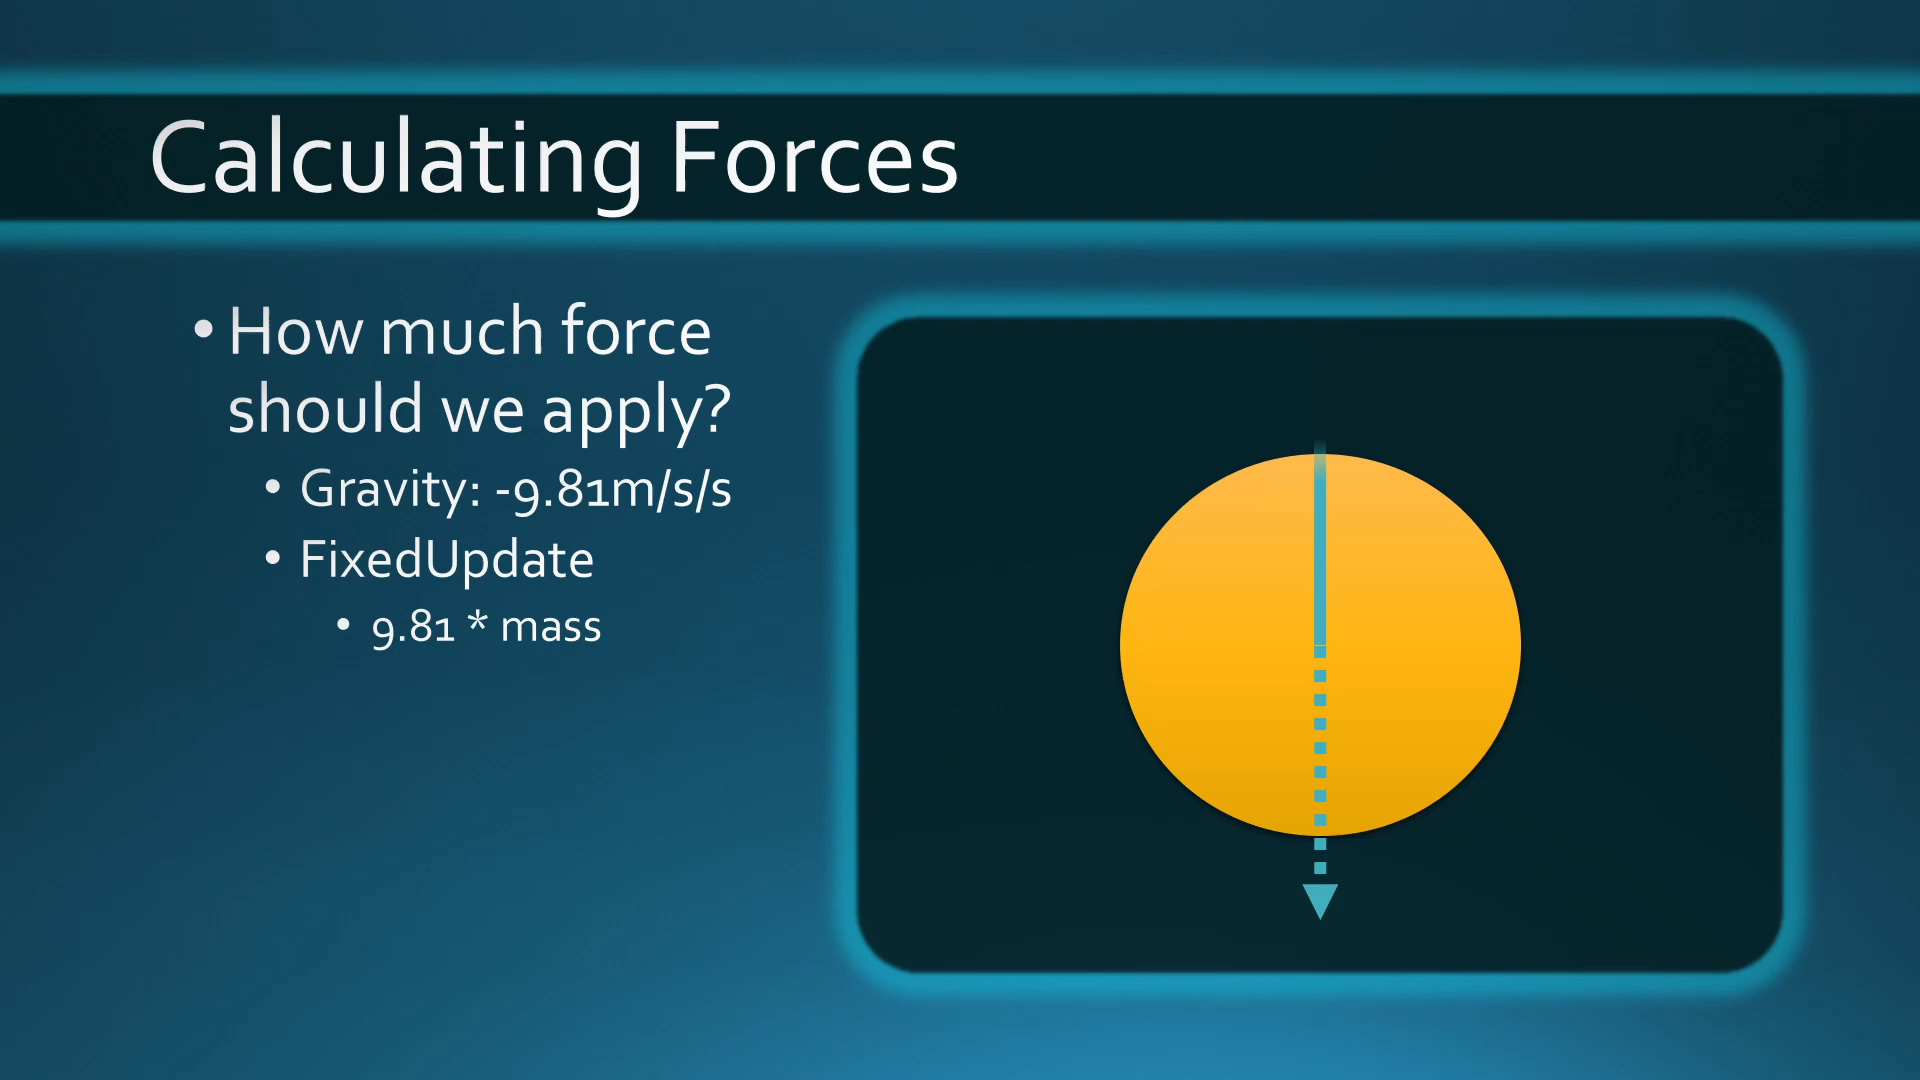 Calculating Forces
• How much force
should we apply?
• Gravity: -9.81m/s/s
• FixedUpdate
• 9.81 * mass